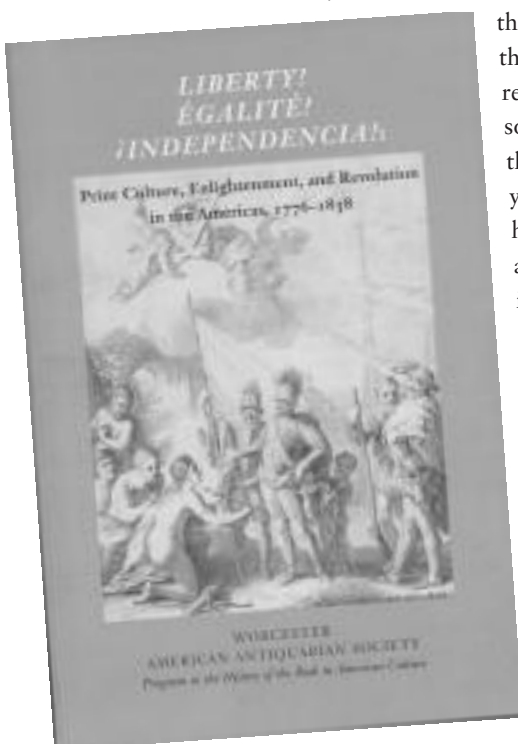 LIBERTY!
ÉGALITÉ!
¡INDEPENDENCIA!:
Print Culture, Enlightenment, and Revolution
in the Americas, 1776–1838
WORCESTER
AMERICAN ANTIQUARIAN SOCIETY
Program in the History of the Book in American Culture
th
th
re
so
th
y
h
a